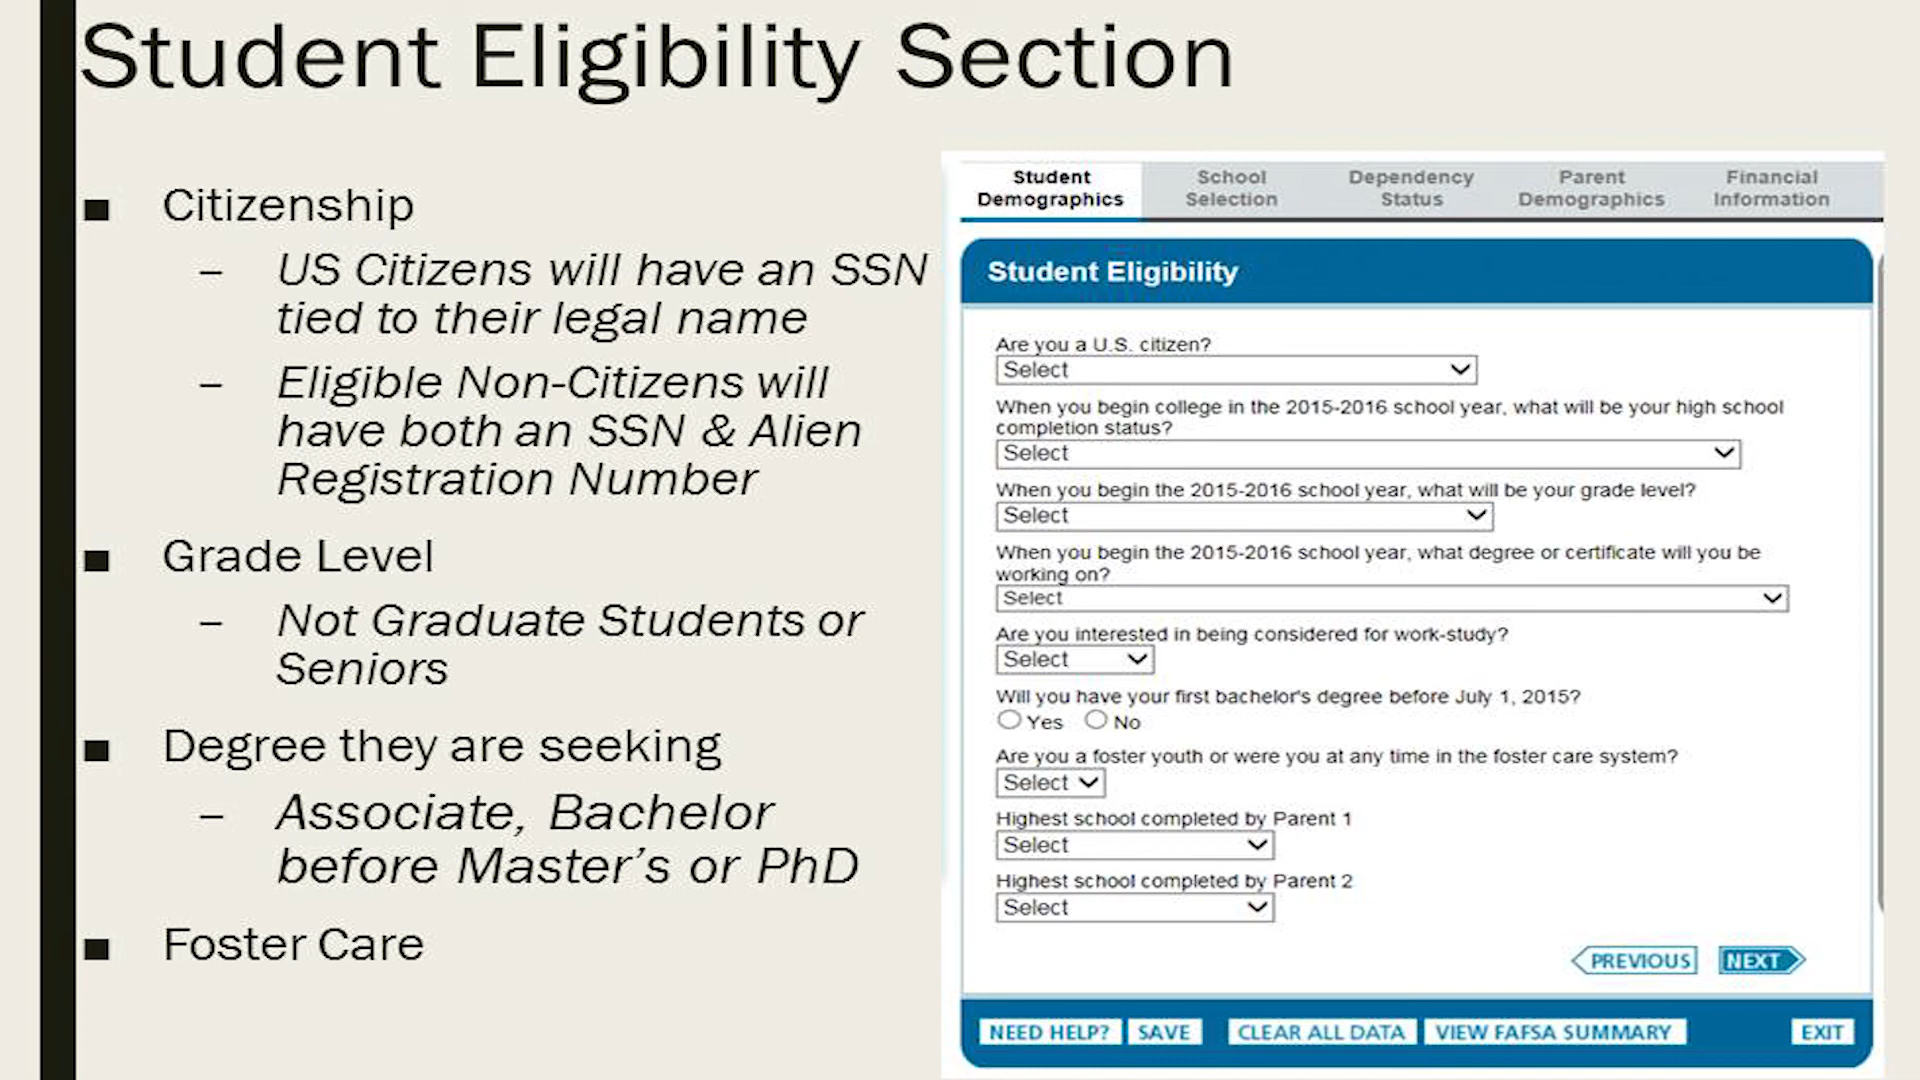 Student Eligibility Section
■ Citizenship
– US Citizens will have an SSN
tied to their legal name
– Eligible Non-Citizens will
have both an SSN & Alien
Registration Number
■ Grade Level
– Not Graduate Students or
Seniors
■ Degree they are seeking
– Associate, Bachelor
before Master's or PhD
■ Foster Care
Student
Demographics
School
Selection
Dependency
Status
Parent
Demographics
Financial
Information
Student Eligibility
Are you a U.S. citizen?
Select
When you begin college in the 2015-2016 school year, what will be your high school
completion status?
Select
When you begin the 2015-2016 school year, what will be your grade level?
Select
When you begin the 2015-2016 school year, what degree or certificate will you be
working on?
Select
Are you interested in being considered for work-study?
Select
Will you have your first bachelor's degree before July 1, 2015?
Yes No
Are you a foster youth or were you at any time in the foster care system?
Select
Highest school completed by Parent 1
Select
Highest school completed by Parent 2
Select
PREVIOUS NEXT
NEED HELP? SAVE CLEAR ALL DATA VIEW FAFSA SUMMARY EXIT